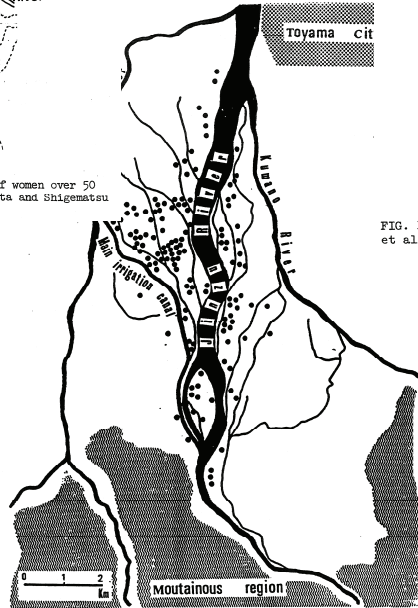 Toyama Cit
f women over 50
ta and Shigematsu
FIG.
et al
Kumano River
Jinzu River
Main irrigation canal
0 1 2
Km
Moutainous region